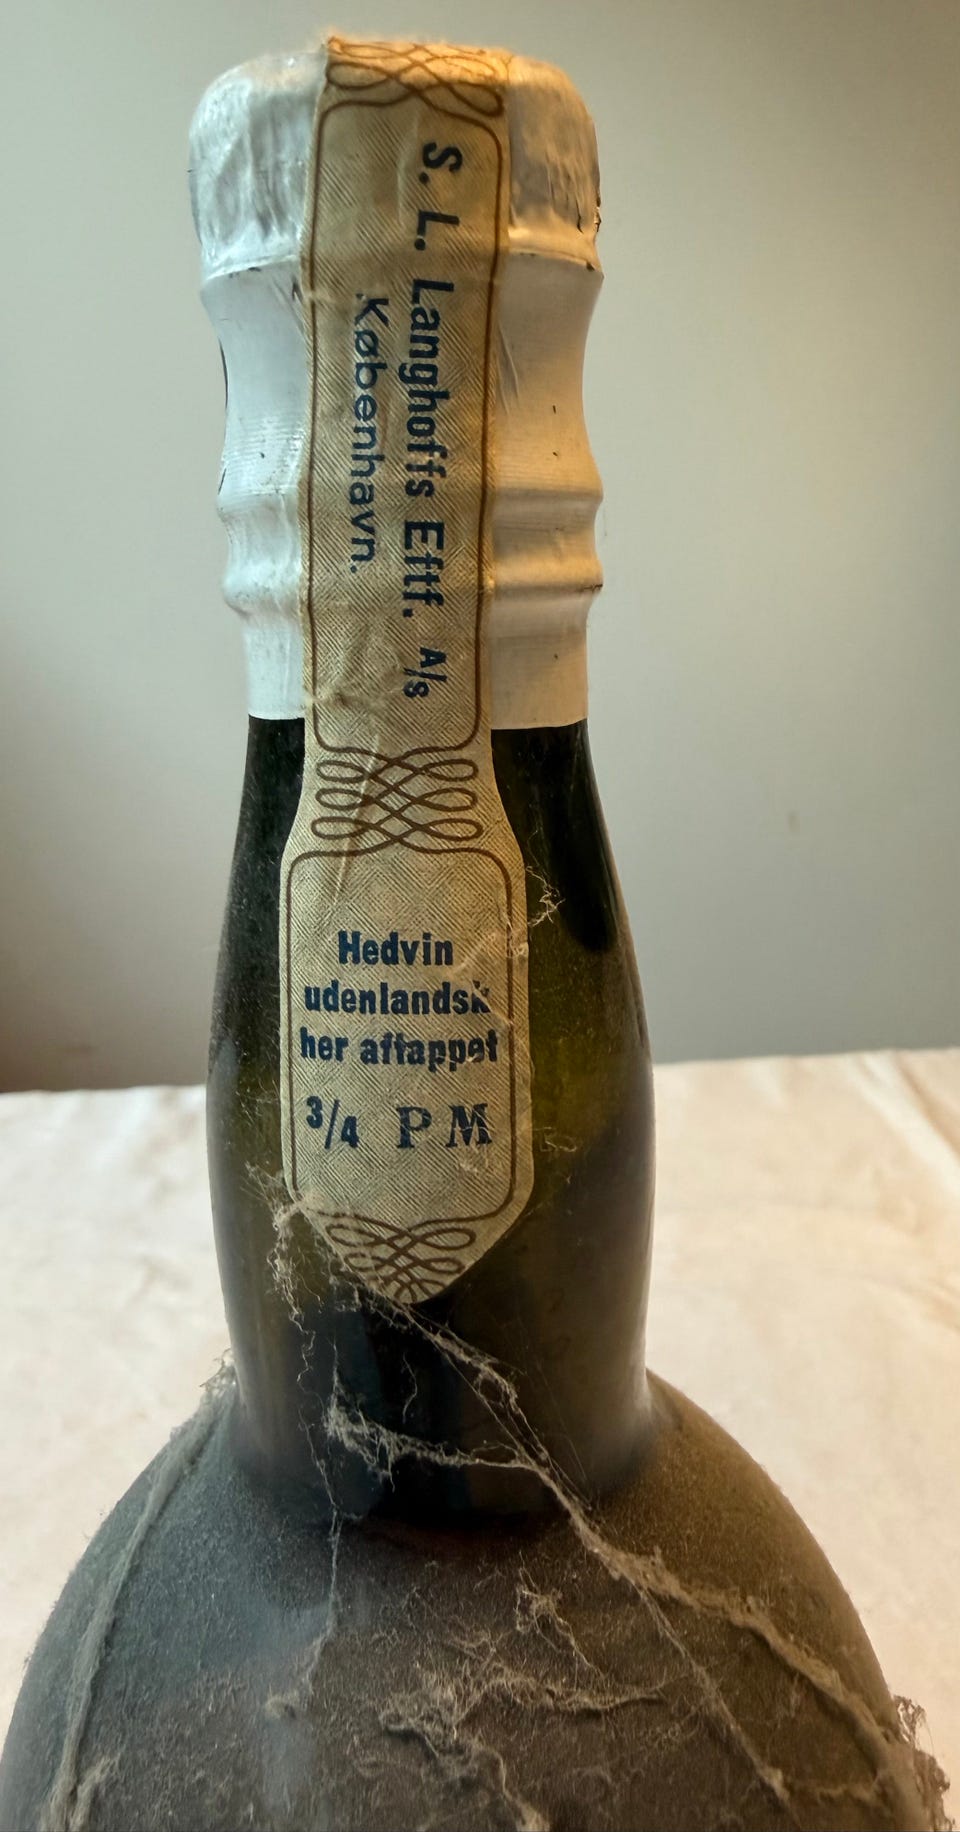 S. L. Langhoffs Eftf. A/s
København.
Hedvin
udenlandsk
her aftappet
3/4 PM